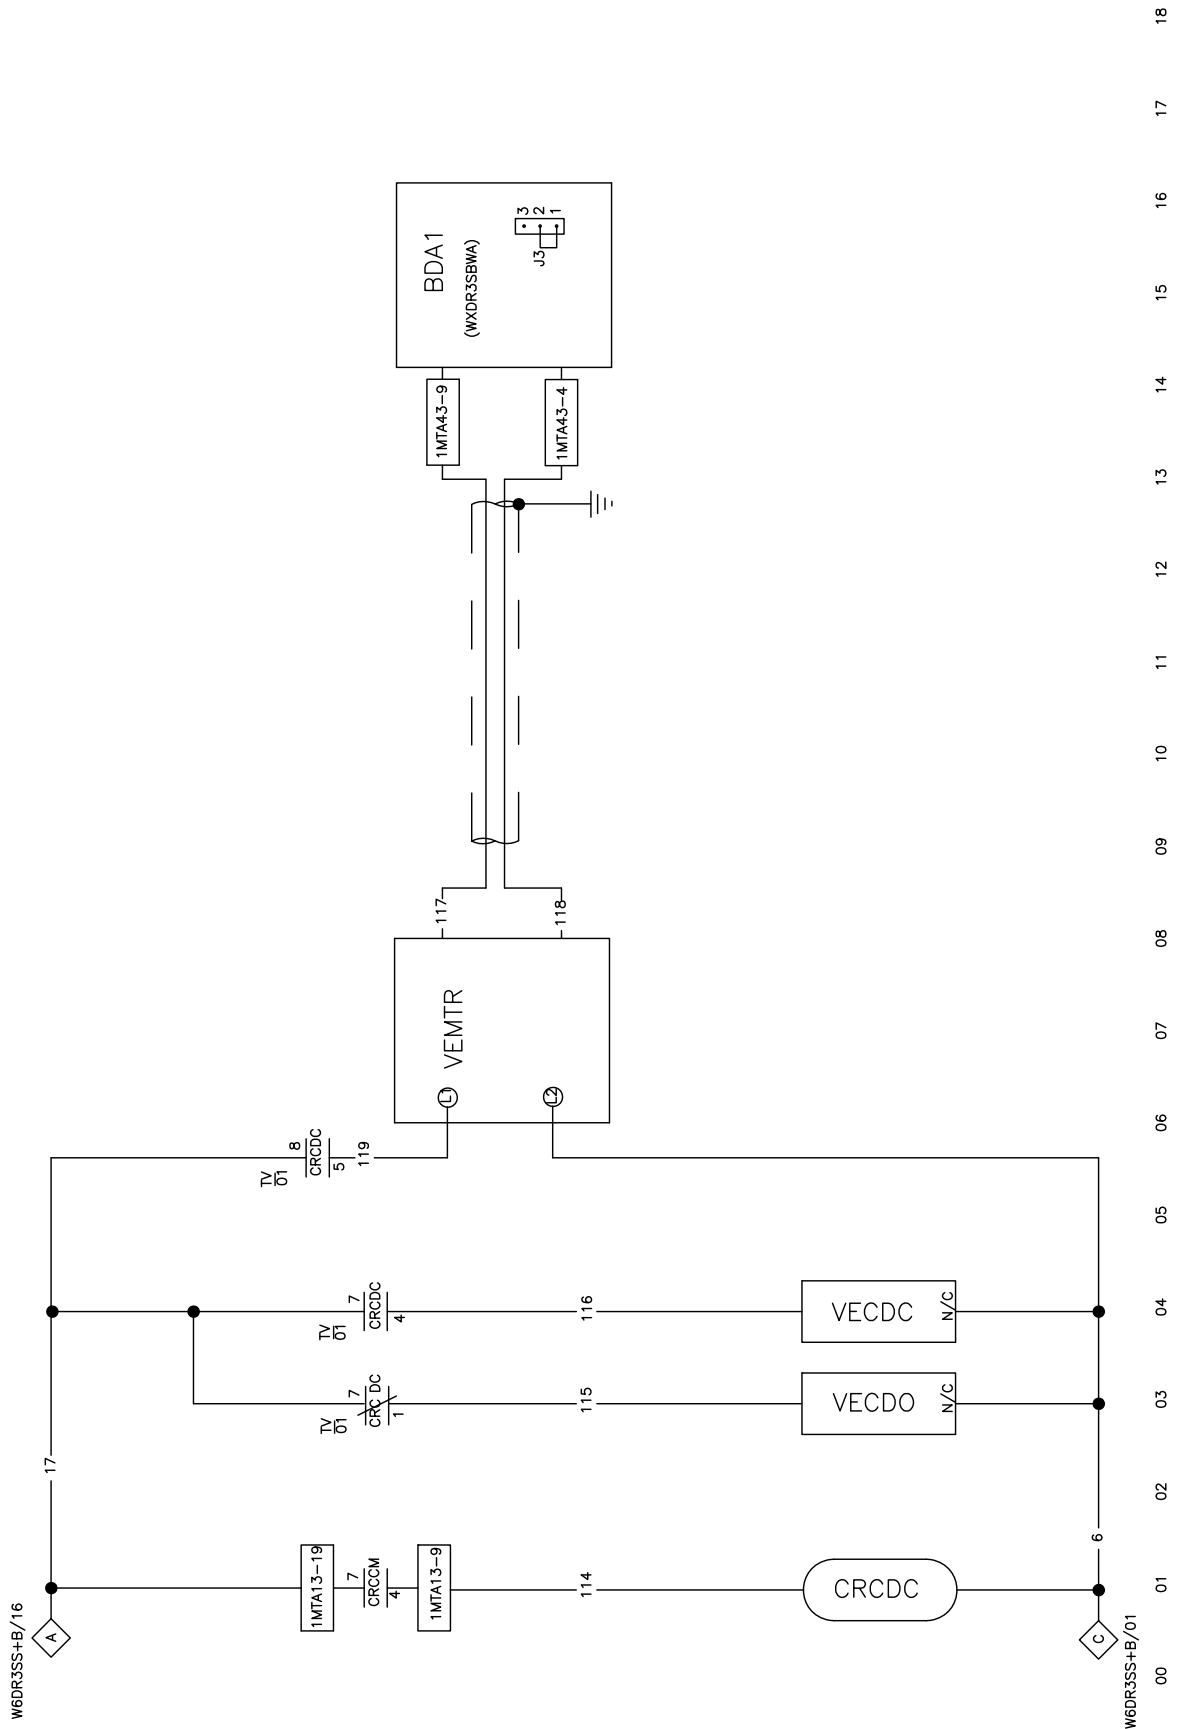 W6DR3SS+B/16
A
17
TV
01
8
CRCDC
5
119
TV
01
7
CRCDC
4
116
VECDC
N/C
TV
01
7
CRC DC
1
115
VECDO
N/C
1MTA13-19
7
CRCCM
4
1MTA13-9
114
CRCDC
6
C
W6DR3SS+B/01
L1
L2
VEMTR
117
118
1MTA43-9
1MTA43-4
BDA1
(WXDR3SBWA)
J3
3
2
1
00
01
02
03
04
05
06
07
08
09
10
11
12
13
14
15
16
17
18